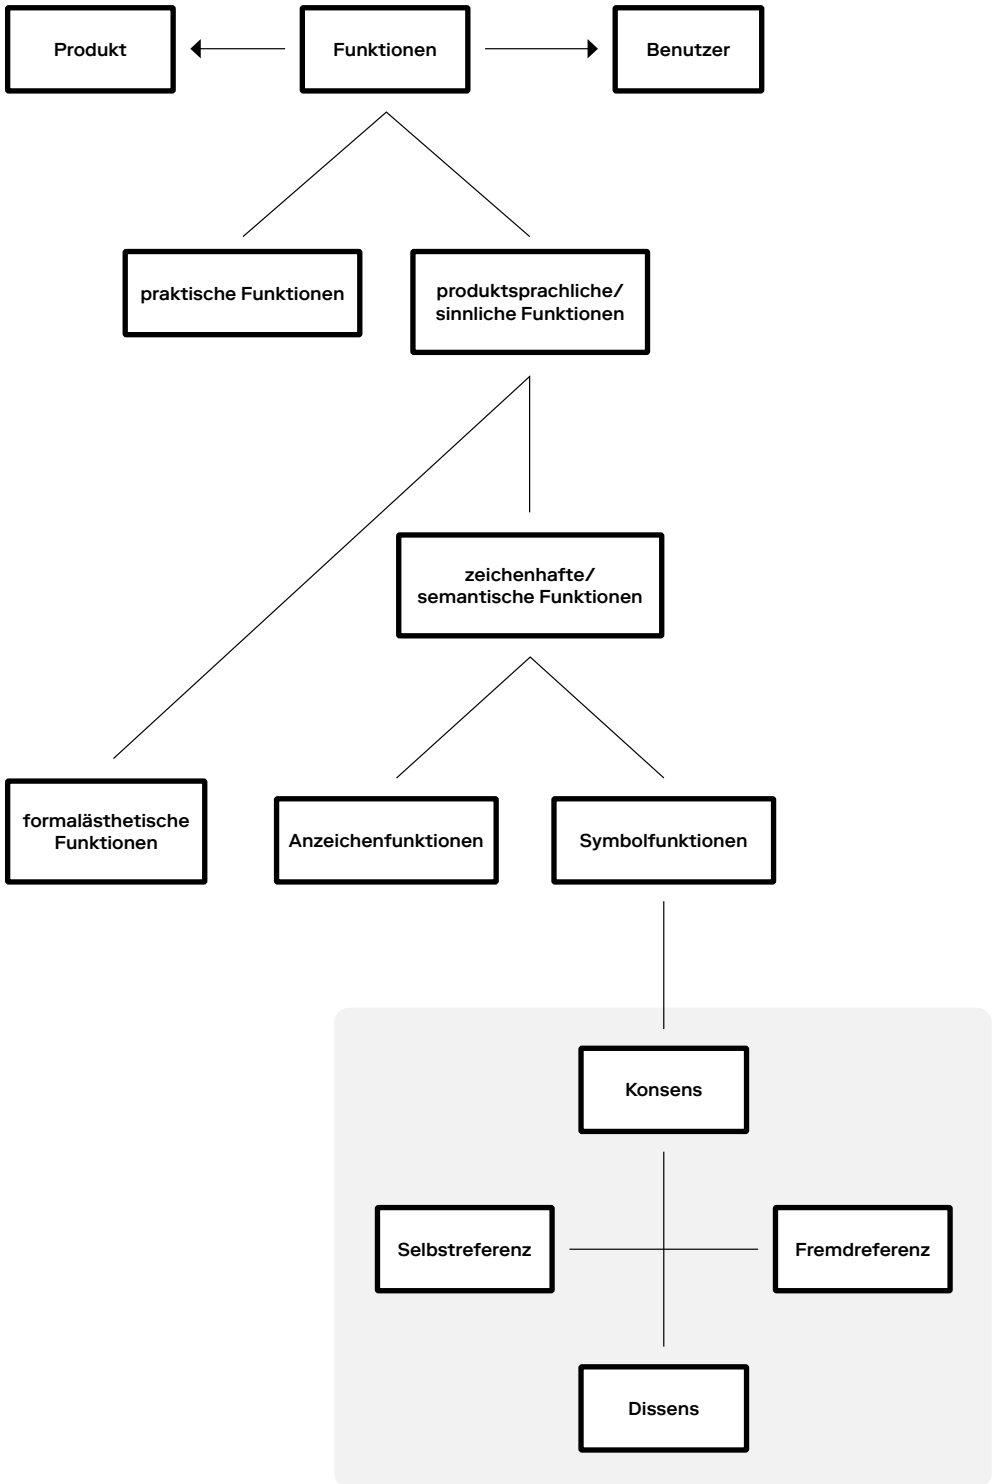 Produkt
Funktionen
Benutzer
praktische Funktionen
produktsprachliche/
sinnliche Funktionen
zeichenhafte/
semantische Funktionen
formalästhetische
Funktionen
Anzeichenfunktionen
Symbolfunktionen
Konsens
Selbstreferenz
Fremdreferenz
Dissens